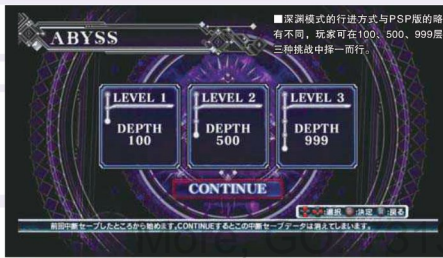 ABYSS
■深渊模式的行进方式与PSP版的略
有不同，玩家可在100、500、999层
三种挑战中择一而行。
LEVEL 1
DEPTH
100
LEVEL 2
DEPTH
500
LEVEL 3
DEPTH
999
CONTINUE
:選択 :決定 :戻る
前回中断セーブしたところから始めます,CONTINUEするとこの中断セーブデータは消えてしまいます。